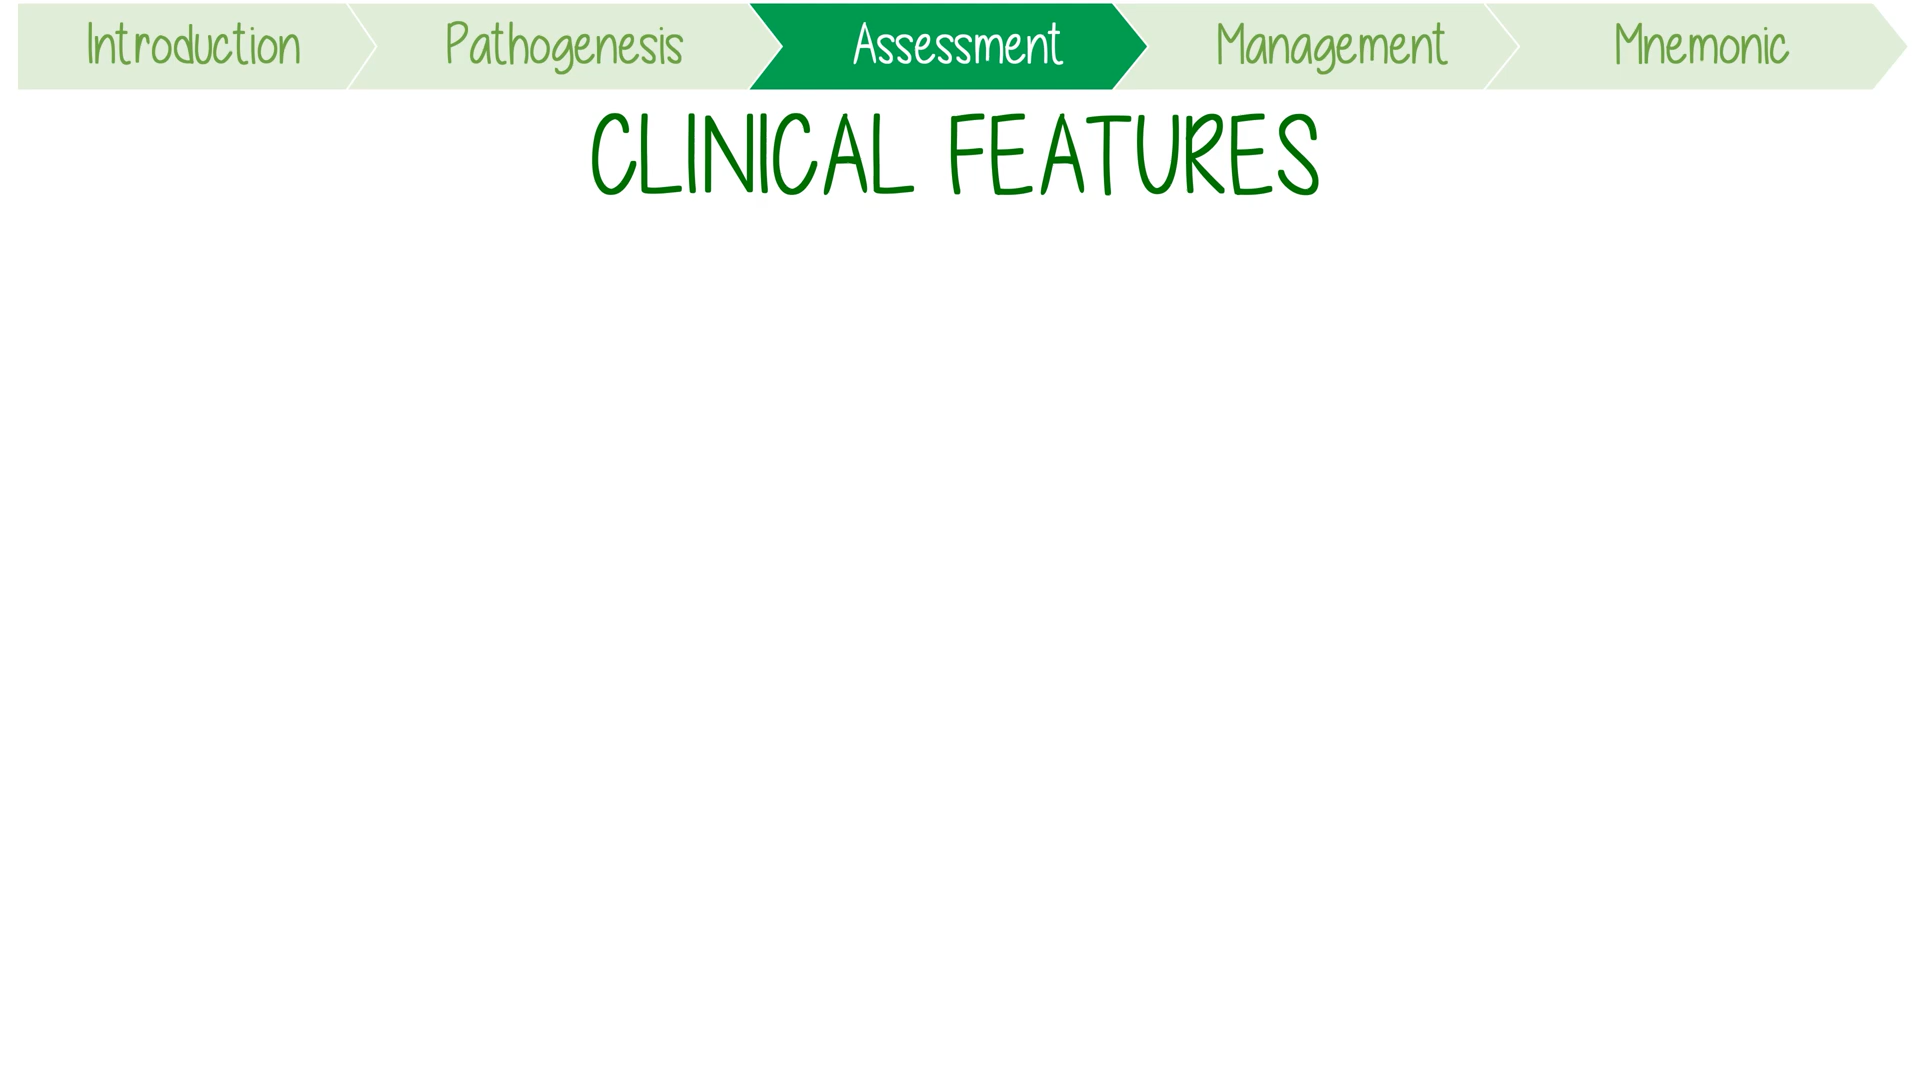 Introduction Pathogenesis Assessment Management Mnemonic
CLINICAL FEATURES